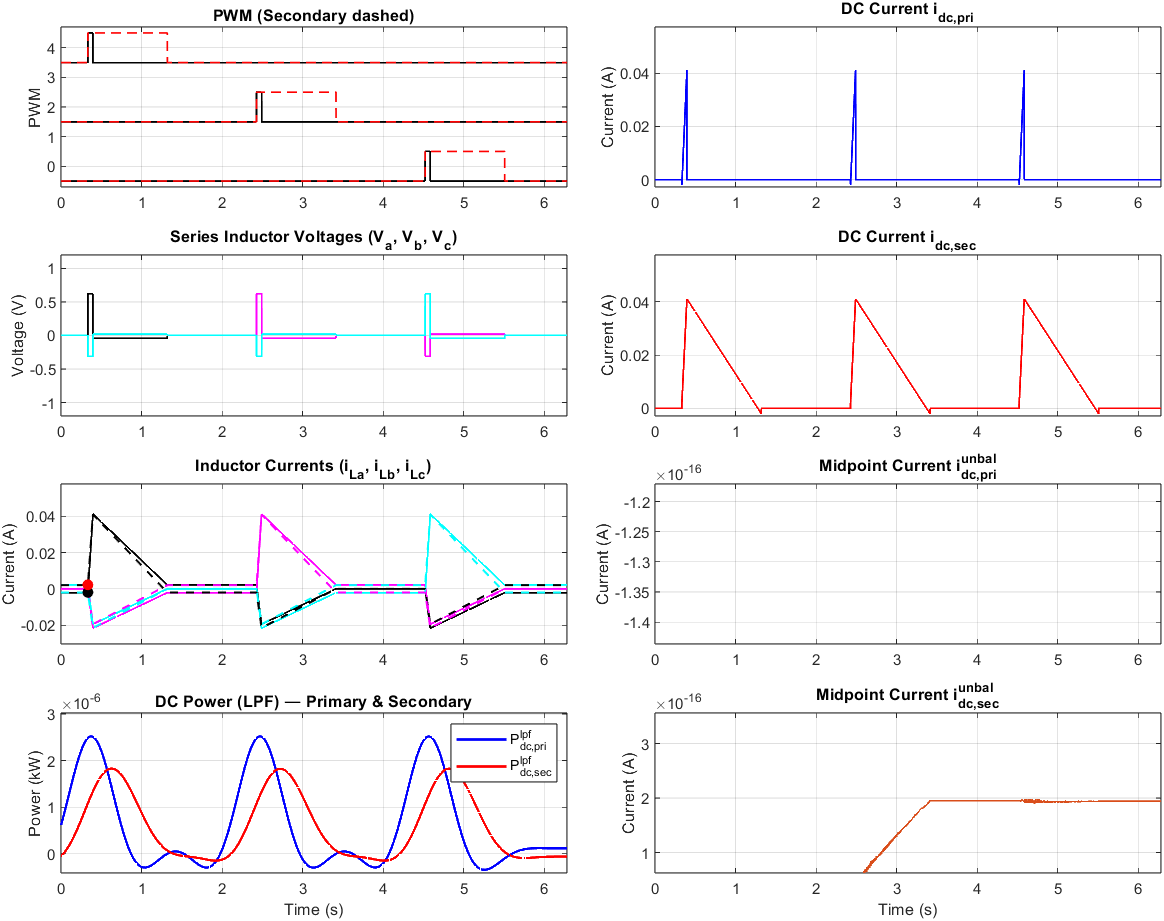 PWM (Secondary dashed)
PWM
4
3
2
1
0
0 1 2 3 4 5 6
DC Current i_dc,pri
Current (A)
0.04
0.02
0
0 1 2 3 4 5 6
Series Inductor Voltages (V_a, V_b, V_c)
Voltage (V)
1
0.5
0
-0.5
-1
0 1 2 3 4 5 6
DC Current i_dc,sec
Current (A)
0.04
0.02
0
0 1 2 3 4 5 6
Inductor Currents (i_La, i_Lb, i_Lc)
Current (A)
0.04
0.02
0
-0.02
0 1 2 3 4 5 6
Midpoint Current i^unbal_dc,pri
×10^-16
Current (A)
-1.2
-1.25
-1.3
-1.35
-1.4
0 1 2 3 4 5 6
DC Power (LPF) — Primary & Secondary
×10^-6
Power (kW)
3
2
1
0
P^lpf_dc,pri
P^lpf_dc,sec
0 1 2 3 4 5 6
Time (s)
Midpoint Current i^unbal_dc,sec
×10^-16
Current (A)
3
2
1
0 1 2 3 4 5 6
Time (s)